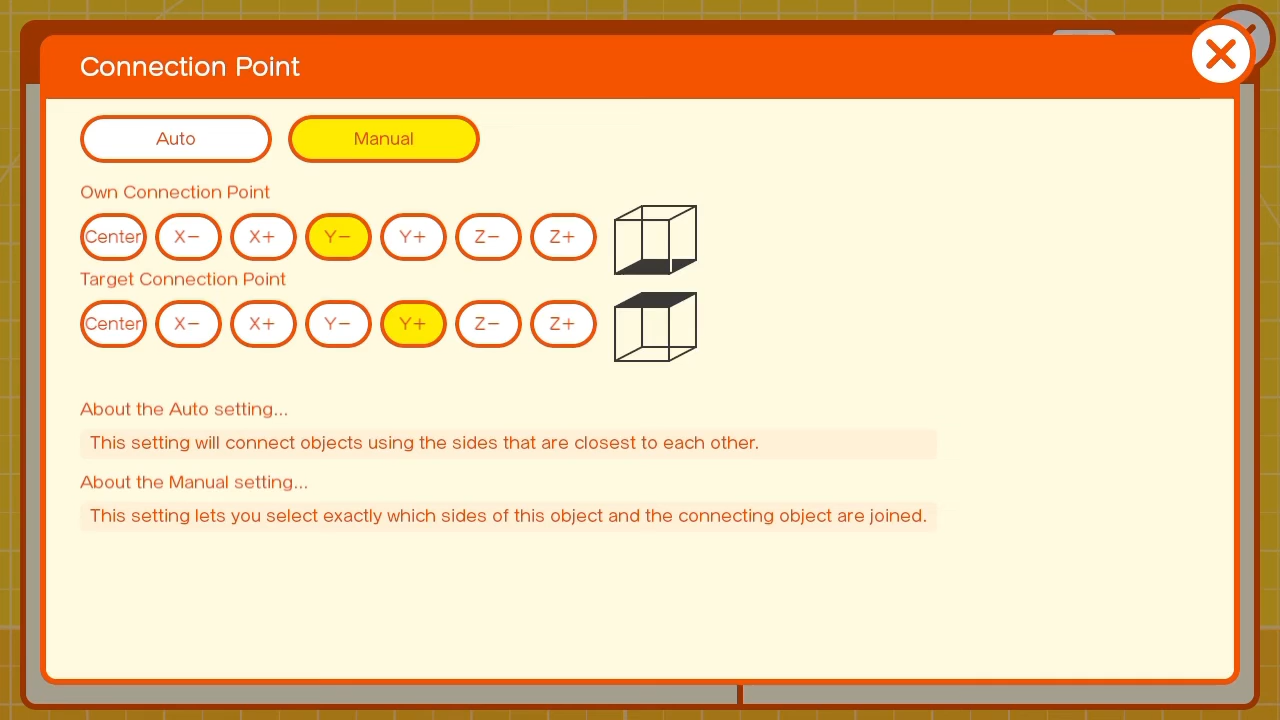 Connection Point
Auto Manual
Own Connection Point
Center X− X+ Y− Y+ Z− Z+
Target Connection Point
Center X− X+ Y− Y+ Z− Z+
About the Auto setting...
This setting will connect objects using the sides that are closest to each other.
About the Manual setting...
This setting lets you select exactly which sides of this object and the connecting object are joined.